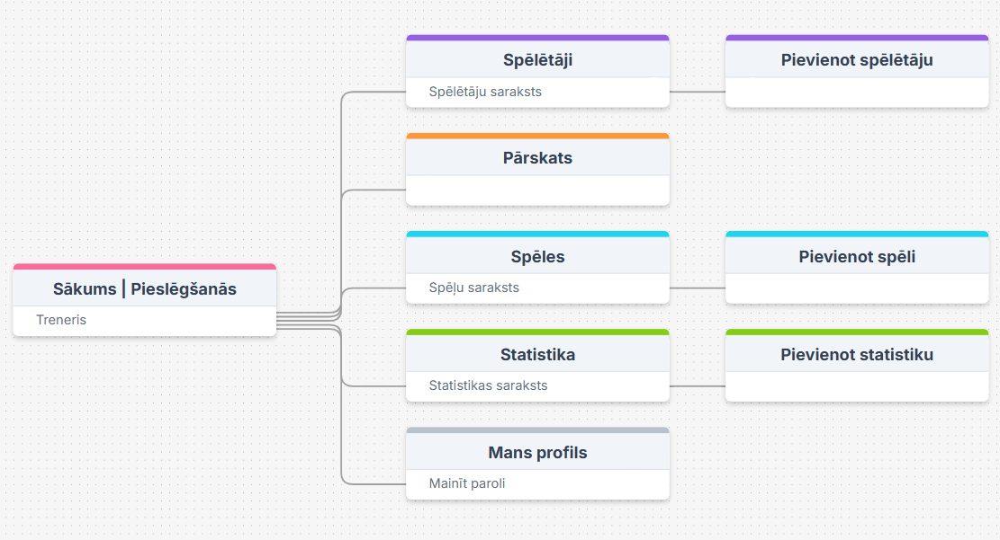 Spēlētāji
Spēlētāju saraksts
Pievienot spēlētāju
Pārskats
Spēles
Spēļu saraksts
Pievienot spēli
Sākums | Pieslēgšanās
Treneris
Statistika
Statistikas saraksts
Pievienot statistiku
Mans profils
Mainīt paroli